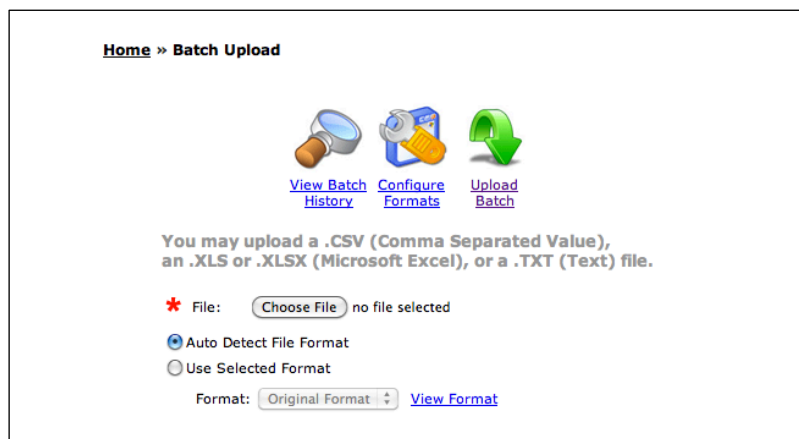 Home » Batch Upload
View Batch History
Configure Formats
Upload Batch
You may upload a .CSV (Comma Separated Value),
an .XLS or .XLSX (Microsoft Excel), or a .TXT (Text) file.
* File: Choose File no file selected
Auto Detect File Format
Use Selected Format
Format: Original Format View Format